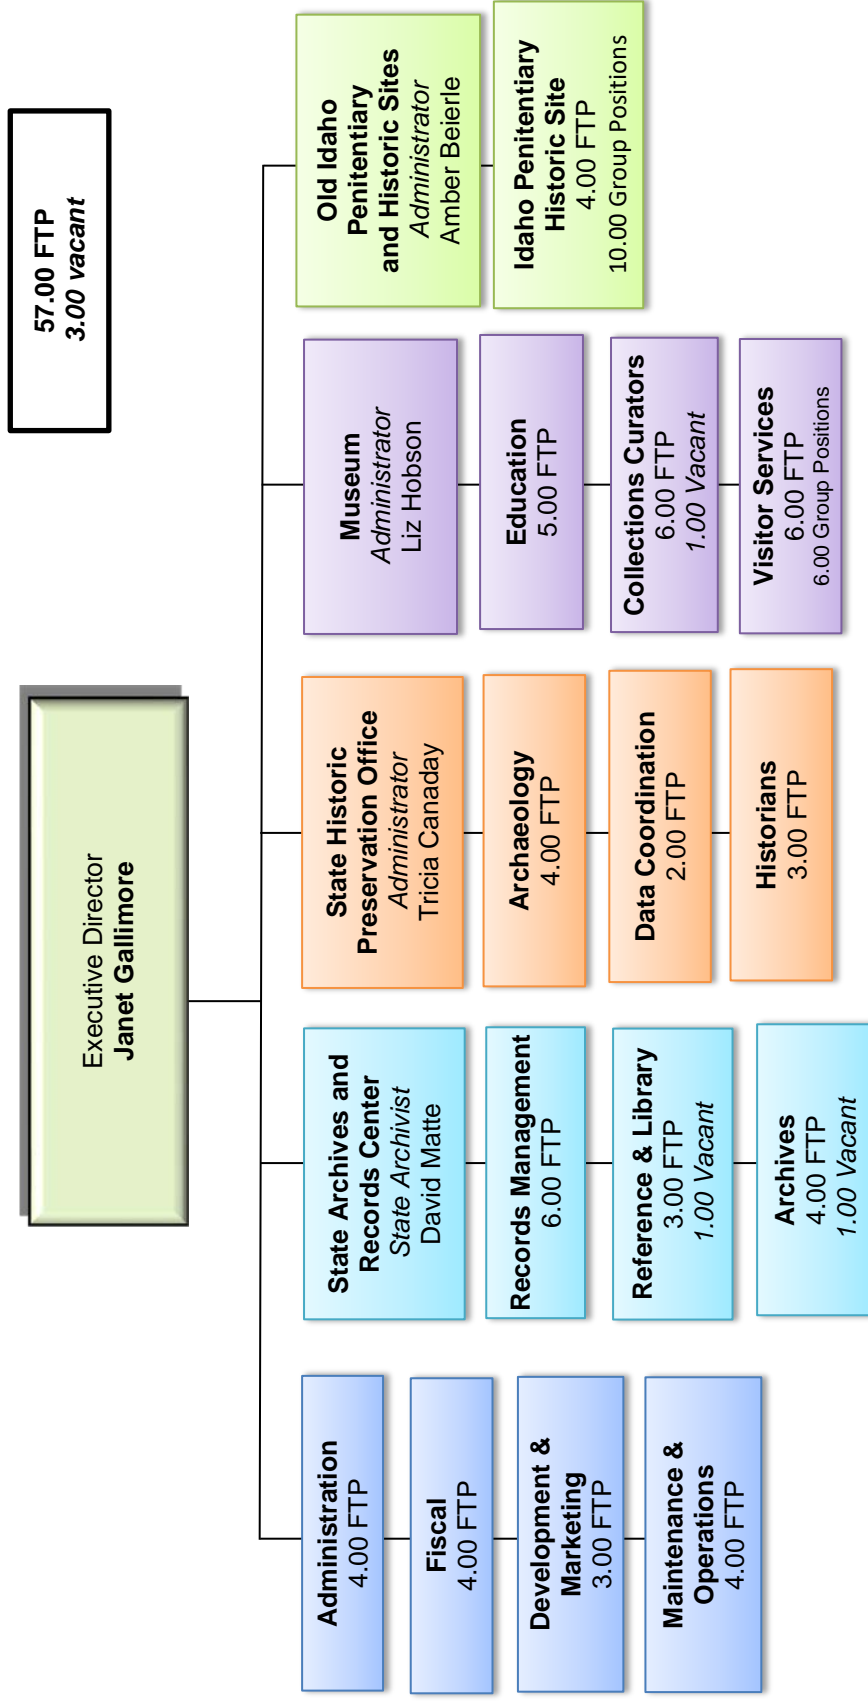 57.00 FTP
3.00 vacant
Executive Director
Janet Gallimore
Administration
4.00 FTP
Fiscal
4.00 FTP
Development &
Marketing
3.00 FTP
Maintenance &
Operations
4.00 FTP
State Archives and
Records Center
State Archivist
David Matte
Records Management
6.00 FTP
Reference & Library
3.00 FTP
1.00 Vacant
Archives
4.00 FTP
1.00 Vacant
State Historic
Preservation Office
Administrator
Tricia Canaday
Archaeology
4.00 FTP
Data Coordination
2.00 FTP
Historians
3.00 FTP
Museum
Administrator
Liz Hobson
Education
5.00 FTP
Collections Curators
6.00 FTP
1.00 Vacant
Visitor Services
6.00 FTP
6.00 Group Positions
Old Idaho
Penitentiary
and Historic Sites
Administrator
Amber Beierle
Idaho Penitentiary
Historic Site
4.00 FTP
10.00 Group Positions